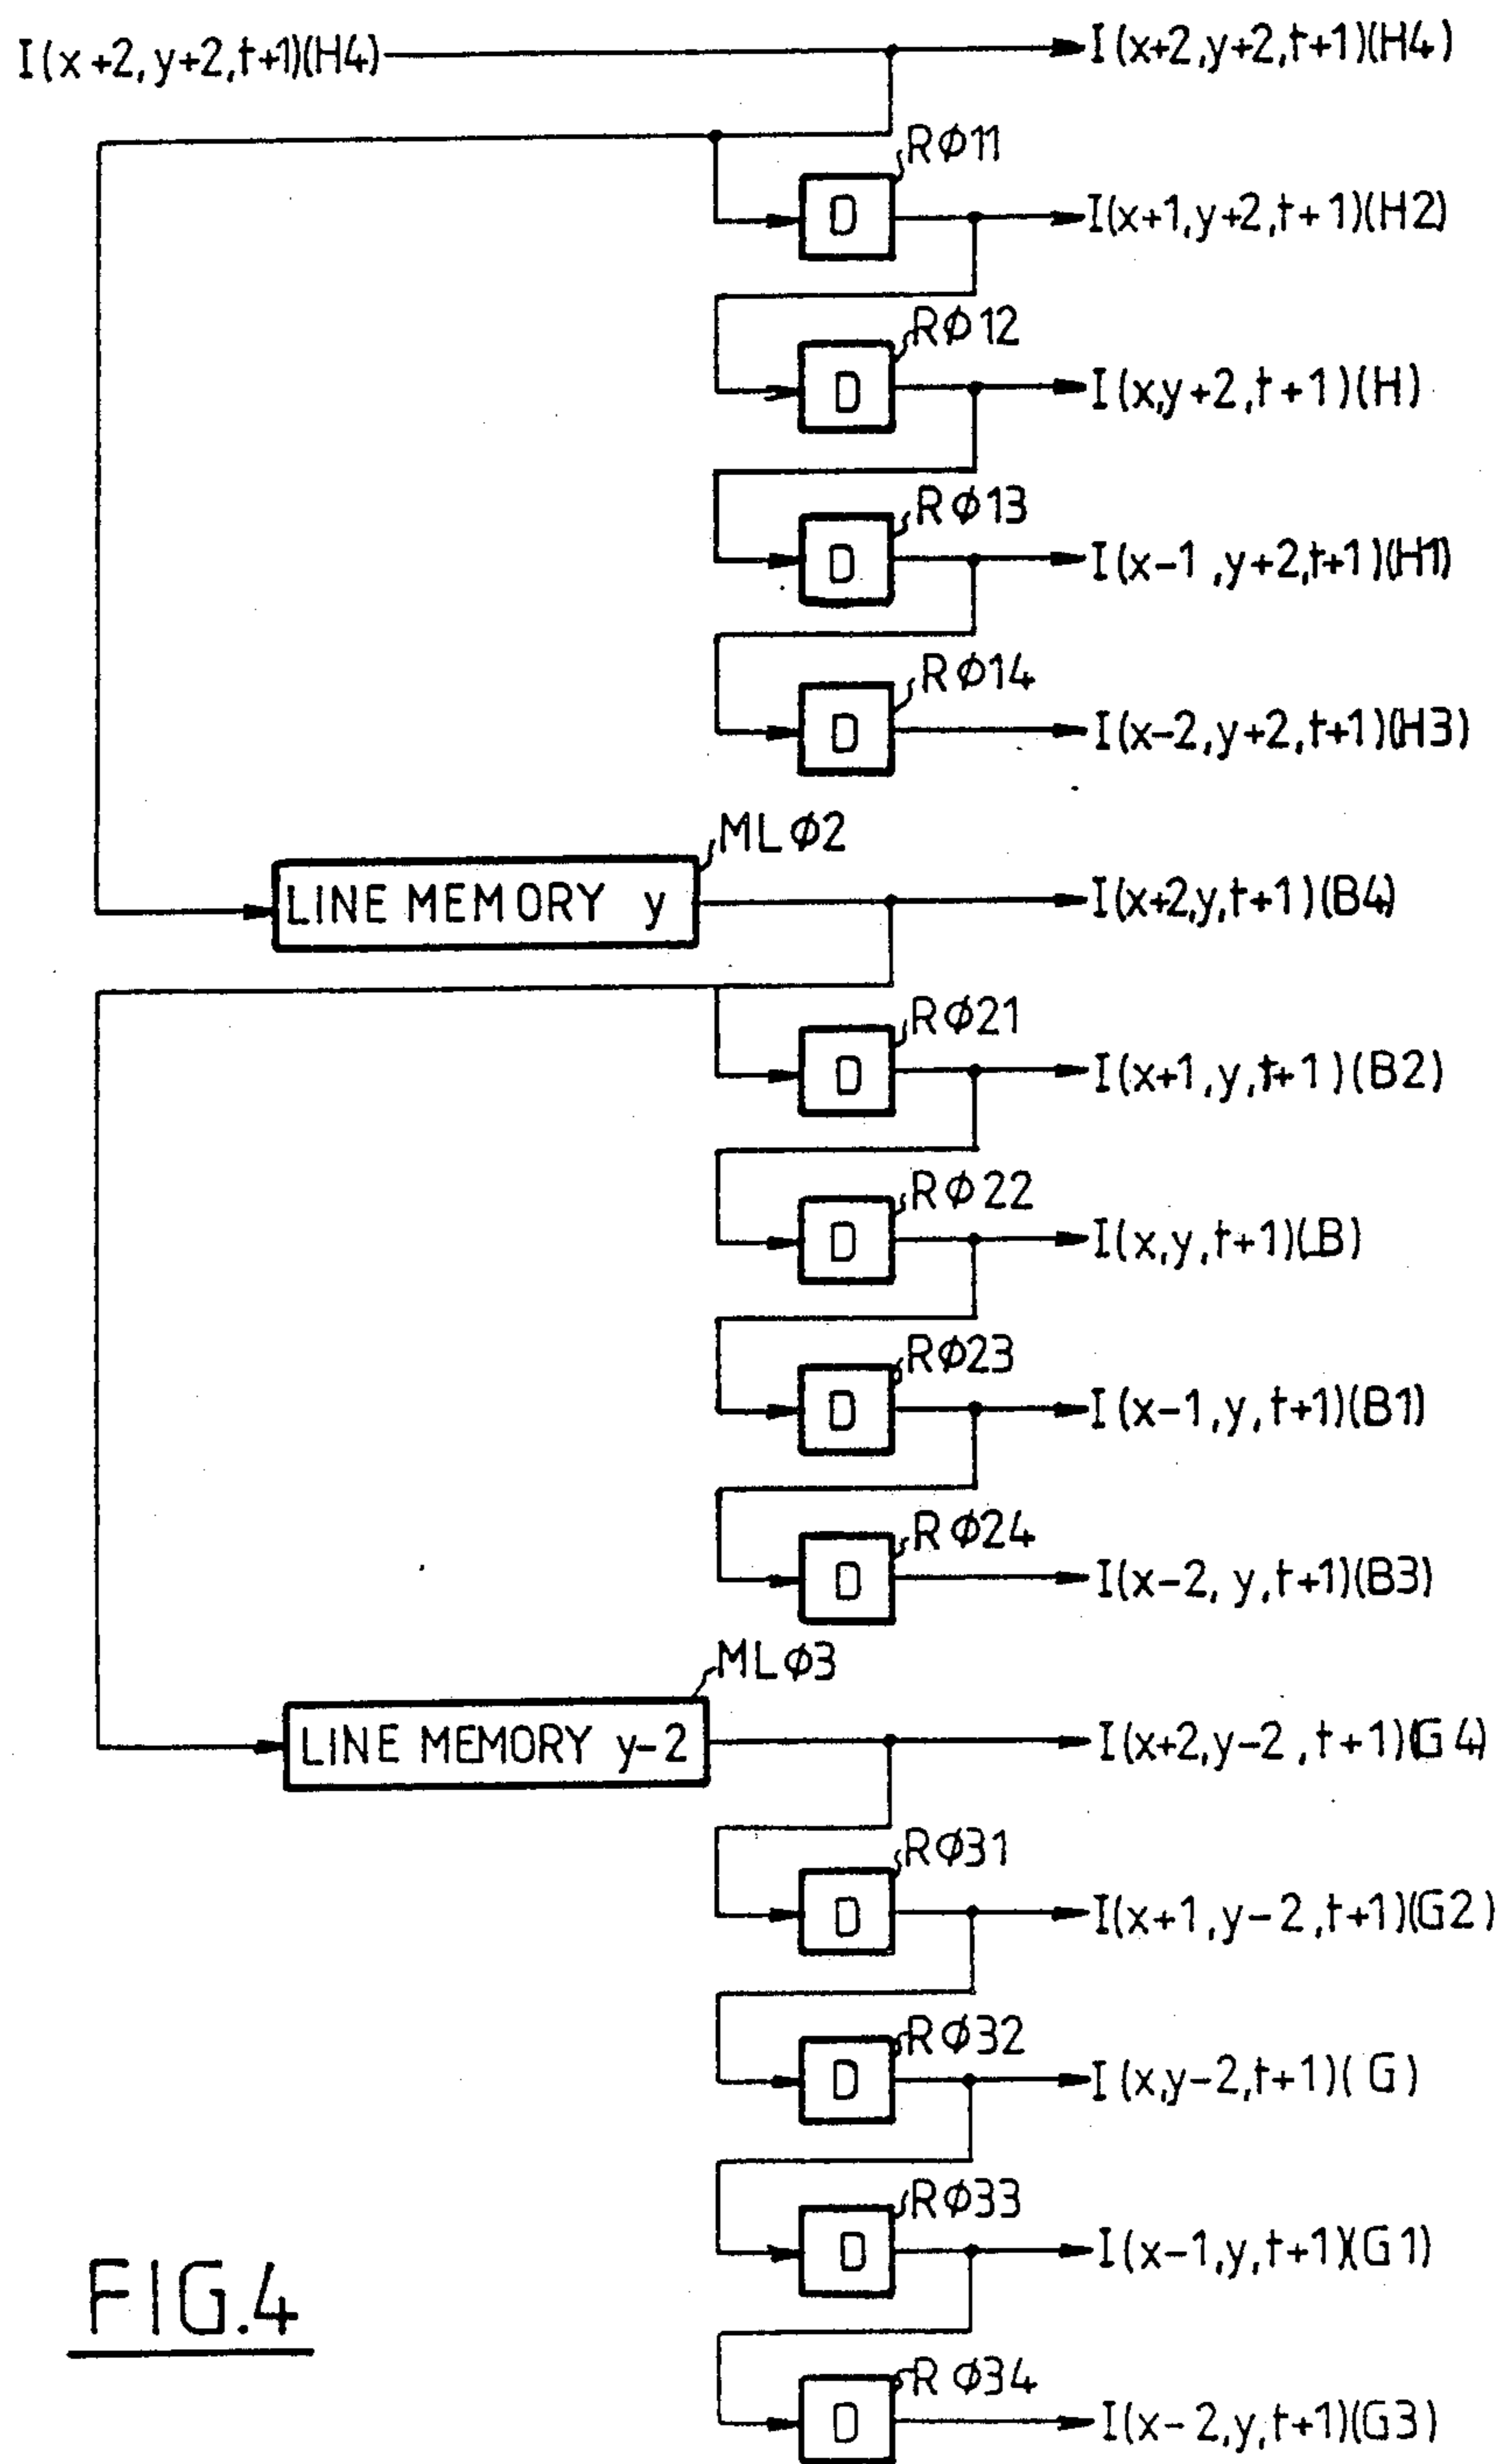 I(x+2,y+2,t+1)(H4) I(x+2,y+2,t+1)(H4)
RØ11
D I(x+1,y+2,t+1)(H2)
RØ12
D I(x,y+2,t+1)(H)
RØ13
D I(x-1,y+2,t+1)(H1)
RØ14
D I(x-2,y+2,t+1)(H3)
MLØ2
LINE MEMORY y I(x+2,y,t+1)(B4)
RØ21
D I(x+1,y,t+1)(B2)
RØ22
D I(x,y,t+1)(B)
RØ23
D I(x-1,y,t+1)(B1)
RØ24
D I(x-2,y,t+1)(B3)
MLØ3
LINE MEMORY y-2 I(x+2,y-2,t+1)(G4)
RØ31
D I(x+1,y-2,t+1)(G2)
RØ32
D I(x,y-2,t+1)(G)
RØ33
D I(x-1,y,t+1)(G1)
FIG.4
RØ34
D I(x-2,y,t+1)(G3)